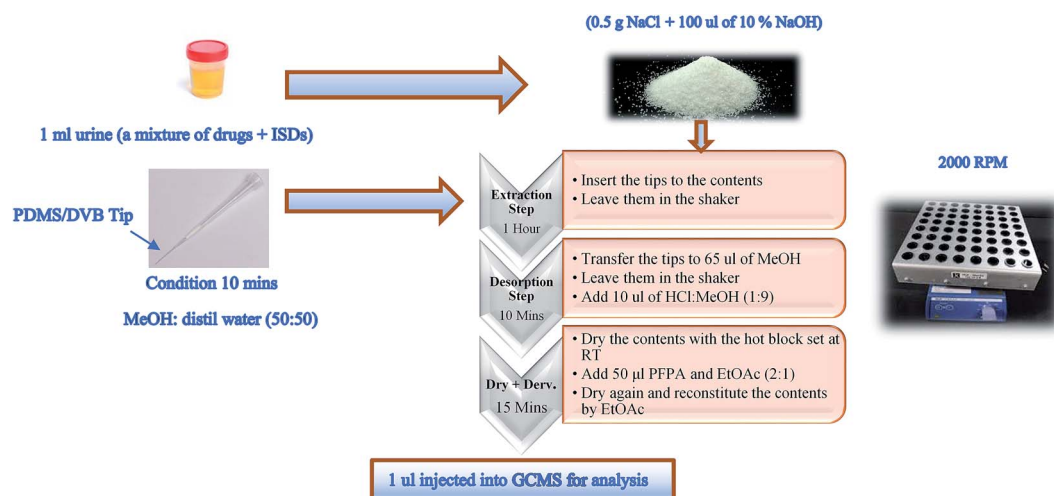 (0.5 g NaCl + 100 ul of 10 % NaOH)
1 ml urine (a mixture of drugs + ISDs)
PDMS/DVB Tip
Condition 10 mins
MeOH: distil water (50:50)
Extraction
Step
1 Hour
• Insert the tips to the contents
• Leave them in the shaker
Desorption
Step
10 Mins
• Transfer the tips to 65 ul of MeOH
• Leave them in the shaker
• Add 10 ul of HCl:MeOH (1:9)
Dry + Derv.
15 Mins
• Dry the contents with the hot block set at
RT
• Add 50 µl PFPA and EtOAc (2:1)
• Dry again and reconstitute the contents
by EtOAc
2000 RPM
1 ul injected into GCMS for analysis